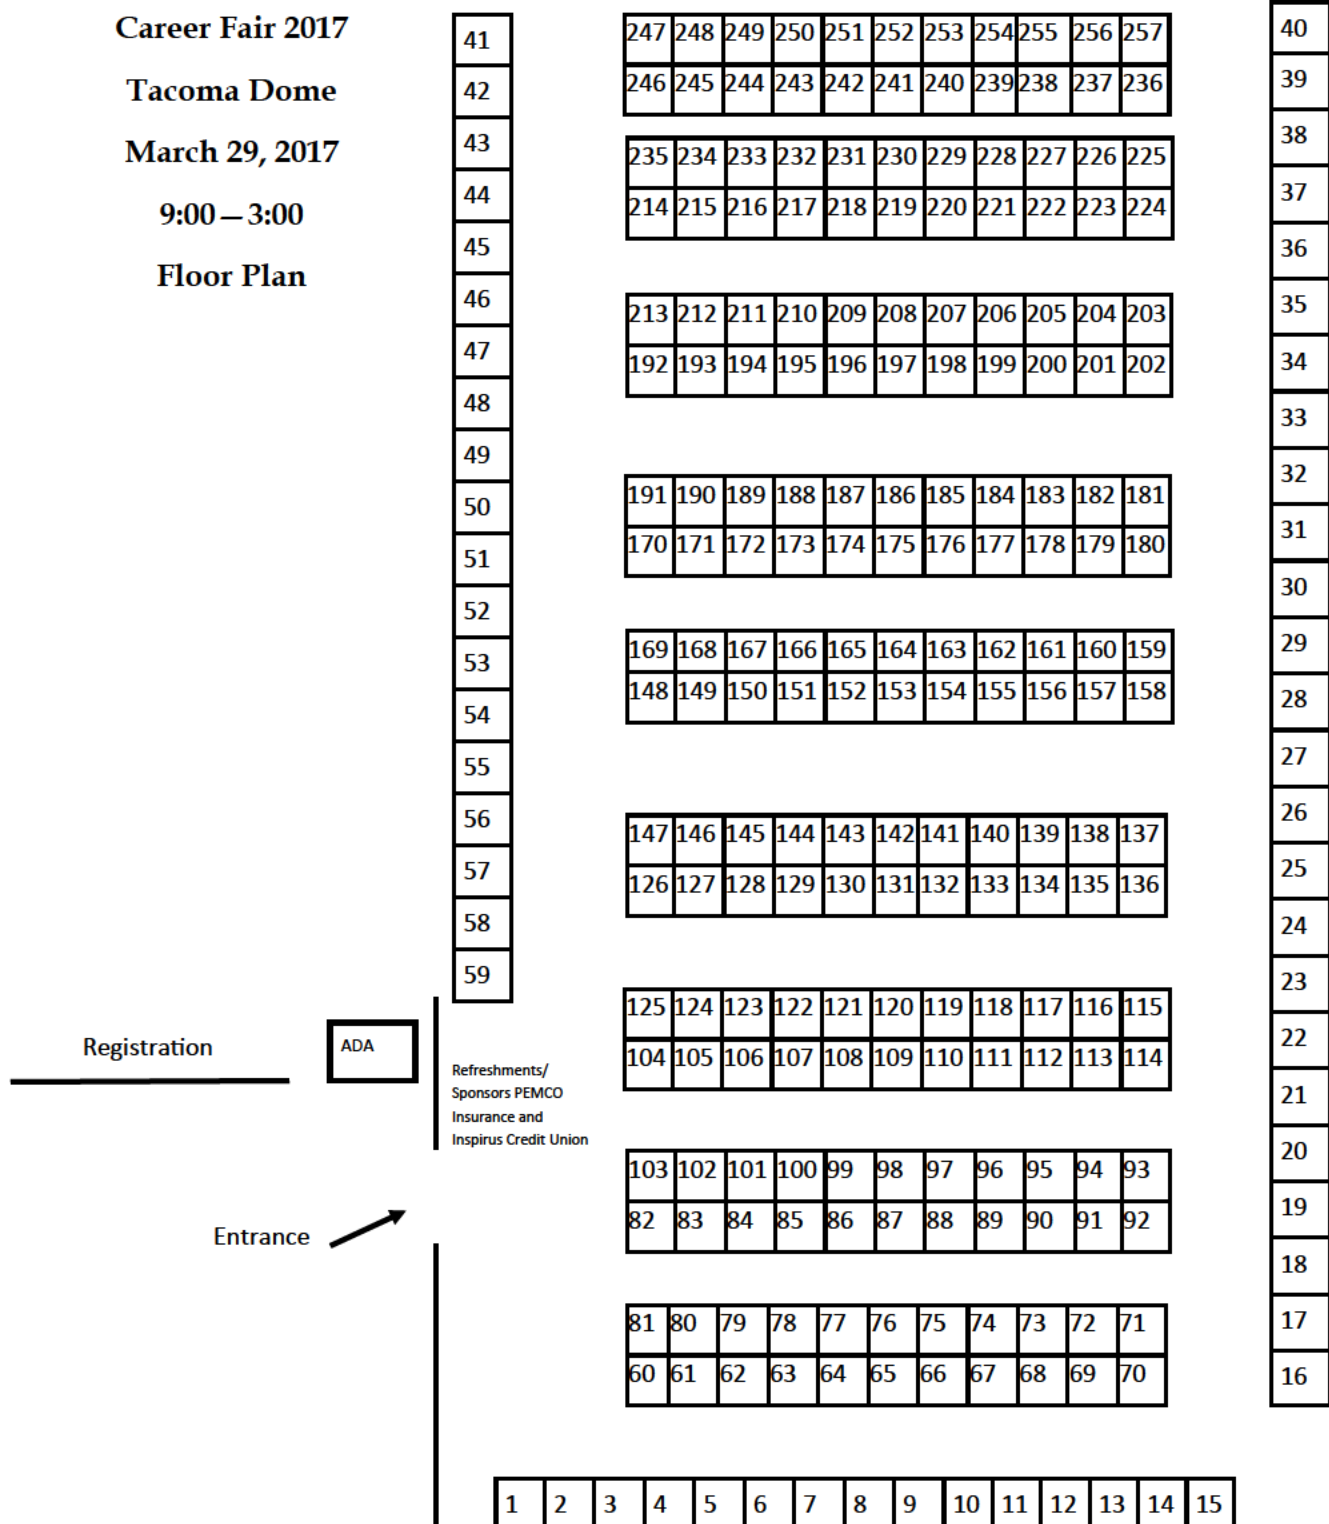 Career Fair 2017
Tacoma Dome
March 29, 2017
9:00 – 3:00
Floor Plan
41
42
43
44
45
46
47
48
49
50
51
52
53
54
55
56
57
58
59
247 248 249 250 251 252 253 254 255 256 257
246 245 244 243 242 241 240 239 238 237 236
235 234 233 232 231 230 229 228 227 226 225
214 215 216 217 218 219 220 221 222 223 224
213 212 211 210 209 208 207 206 205 204 203
192 193 194 195 196 197 198 199 200 201 202
191 190 189 188 187 186 185 184 183 182 181
170 171 172 173 174 175 176 177 178 179 180
169 168 167 166 165 164 163 162 161 160 159
148 149 150 151 152 153 154 155 156 157 158
147 146 145 144 143 142 141 140 139 138 137
126 127 128 129 130 131 132 133 134 135 136
125 124 123 122 121 120 119 118 117 116 115
104 105 106 107 108 109 110 111 112 113 114
103 102 101 100 99 98 97 96 95 94 93
82 83 84 85 86 87 88 89 90 91 92
81 80 79 78 77 76 75 74 73 72 71
60 61 62 63 64 65 66 67 68 69 70
40
39
38
37
36
35
34
33
32
31
30
29
28
27
26
25
24
23
22
21
20
19
18
17
16
Registration
ADA
Refreshments/
Sponsors PEMCO
Insurance and
Inspirus Credit Union
Entrance
1 2 3 4 5 6 7 8 9 10 11 12 13 14 15